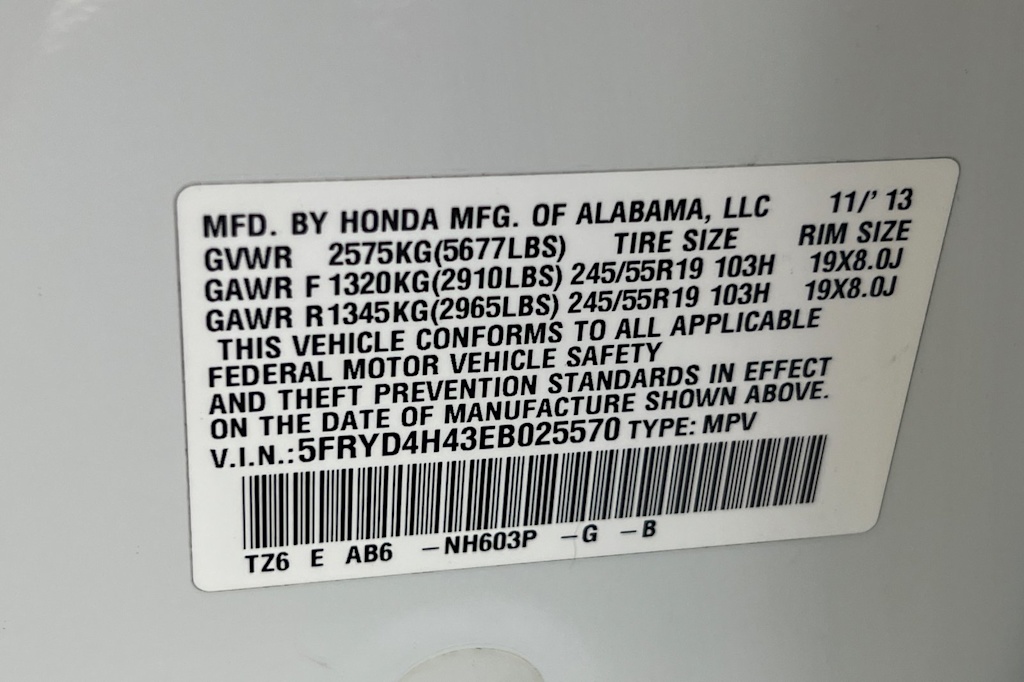 MFD. BY HONDA MFG. OF ALABAMA, LLC 11/' 13
GVWR 2575KG(5677LBS) TIRE SIZE RIM SIZE
GAWR F 1320KG(2910LBS) 245/55R19 103H 19X8.0J
GAWR R1345KG(2965LBS) 245/55R19 103H 19X8.0J
THIS VEHICLE CONFORMS TO ALL APPLICABLE
FEDERAL MOTOR VEHICLE SAFETY
AND THEFT PREVENTION STANDARDS IN EFFECT
ON THE DATE OF MANUFACTURE SHOWN ABOVE.
V.I.N.: 5FRYD4H43EB025570 TYPE: MPV
TZ6 E AB6 –NH603P –G –B